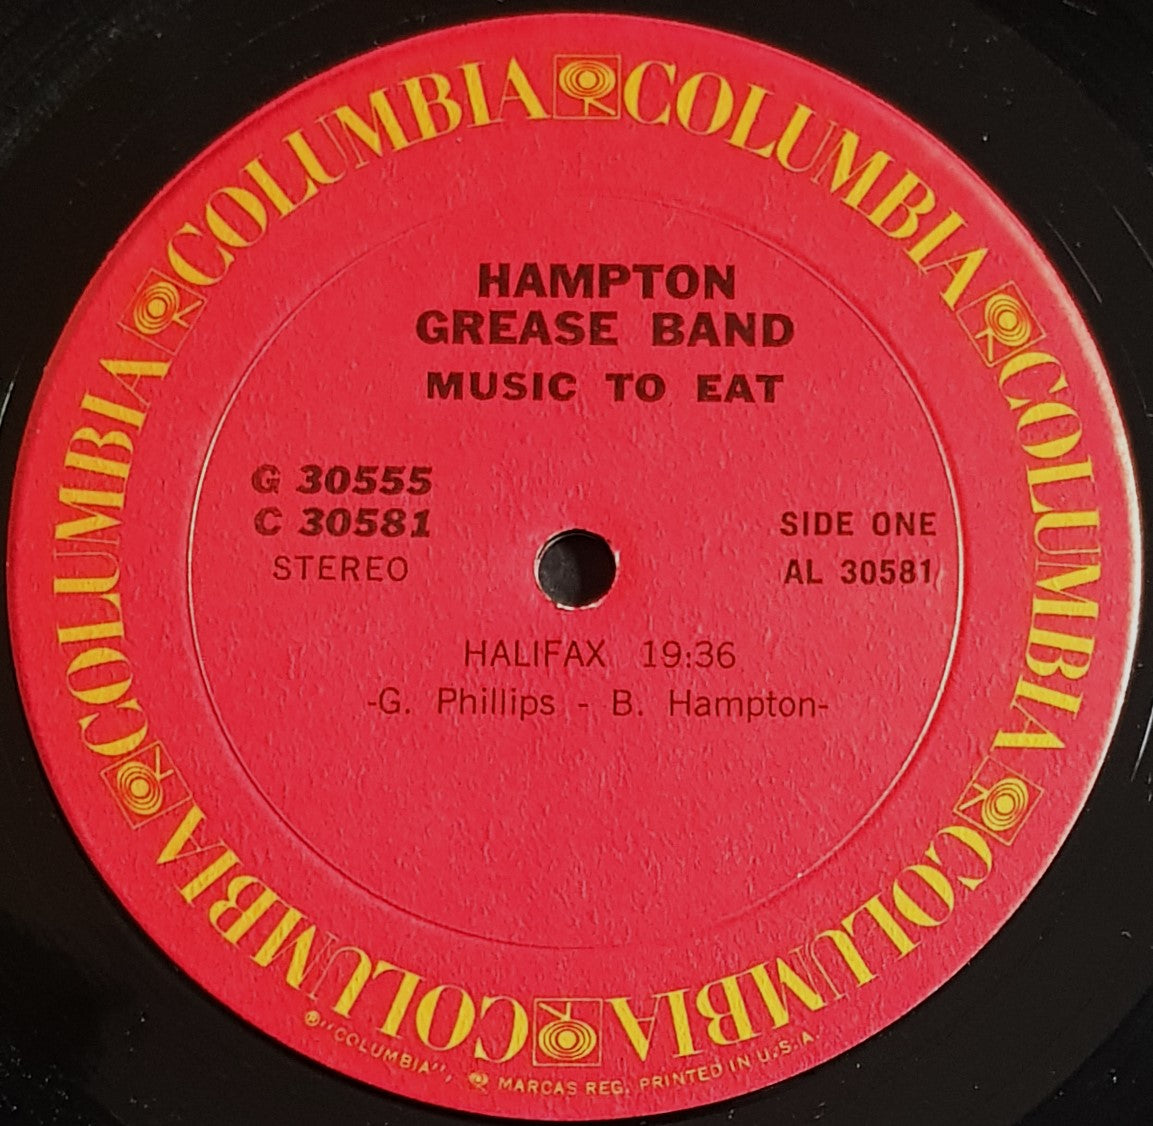 COLUMBIA COLUMBIA COLUMBIA COLUMBIA COLUMBIA COLUMBIA
HAMPTON
GREASE BAND
MUSIC TO EAT
G 30555
C 30581
STEREO
SIDE ONE
AL 30581
HALIFAX 19:36
-G. Phillips - B. Hampton-
® "COLUMBIA", MARCAS REG. PRINTED IN U.S.A.